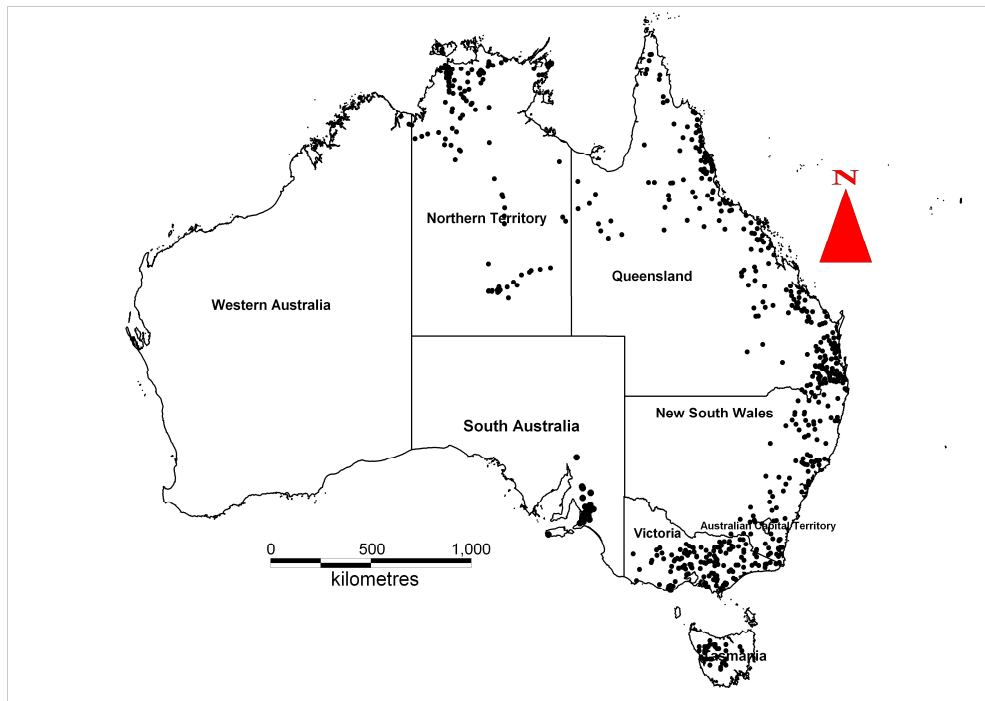 N
Northern Territory
Queensland
Western Australia
New South Wales
South Australia
Australian Capital Territory
Victoria
0 500 1,000
kilometres
Tasmania